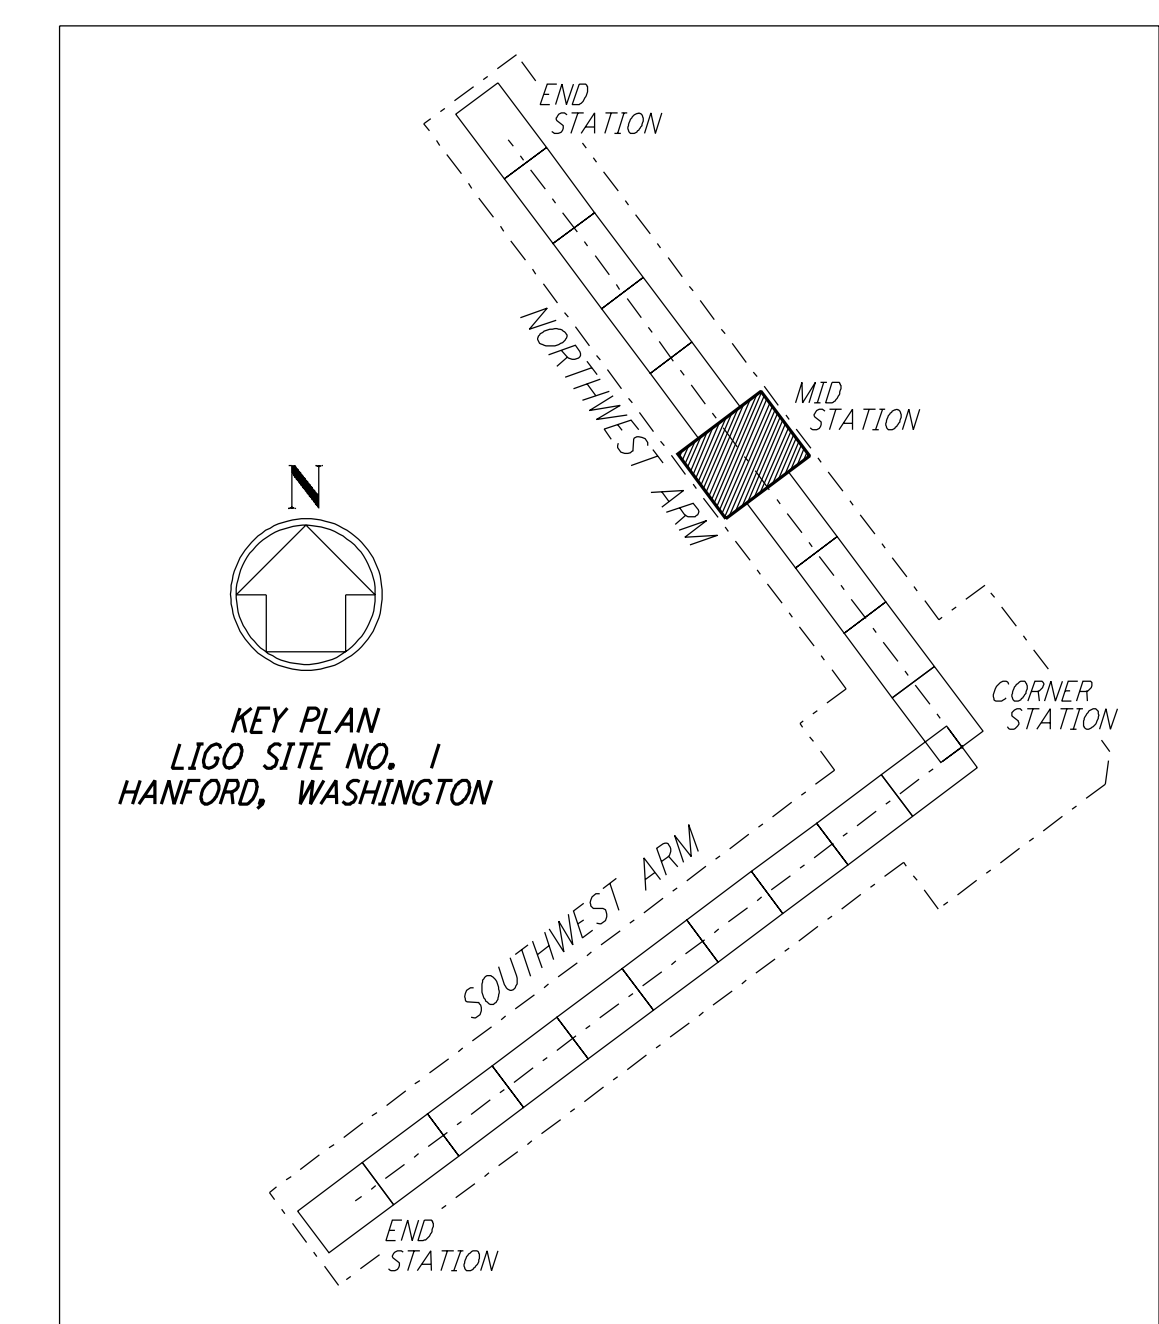 END
STATION
NORTHWEST ARM
MID
STATION
N
KEY PLAN
LIGO SITE NO. 1
HANFORD, WASHINGTON
CORNER
STATION
SOUTHWEST ARM
END
STATION